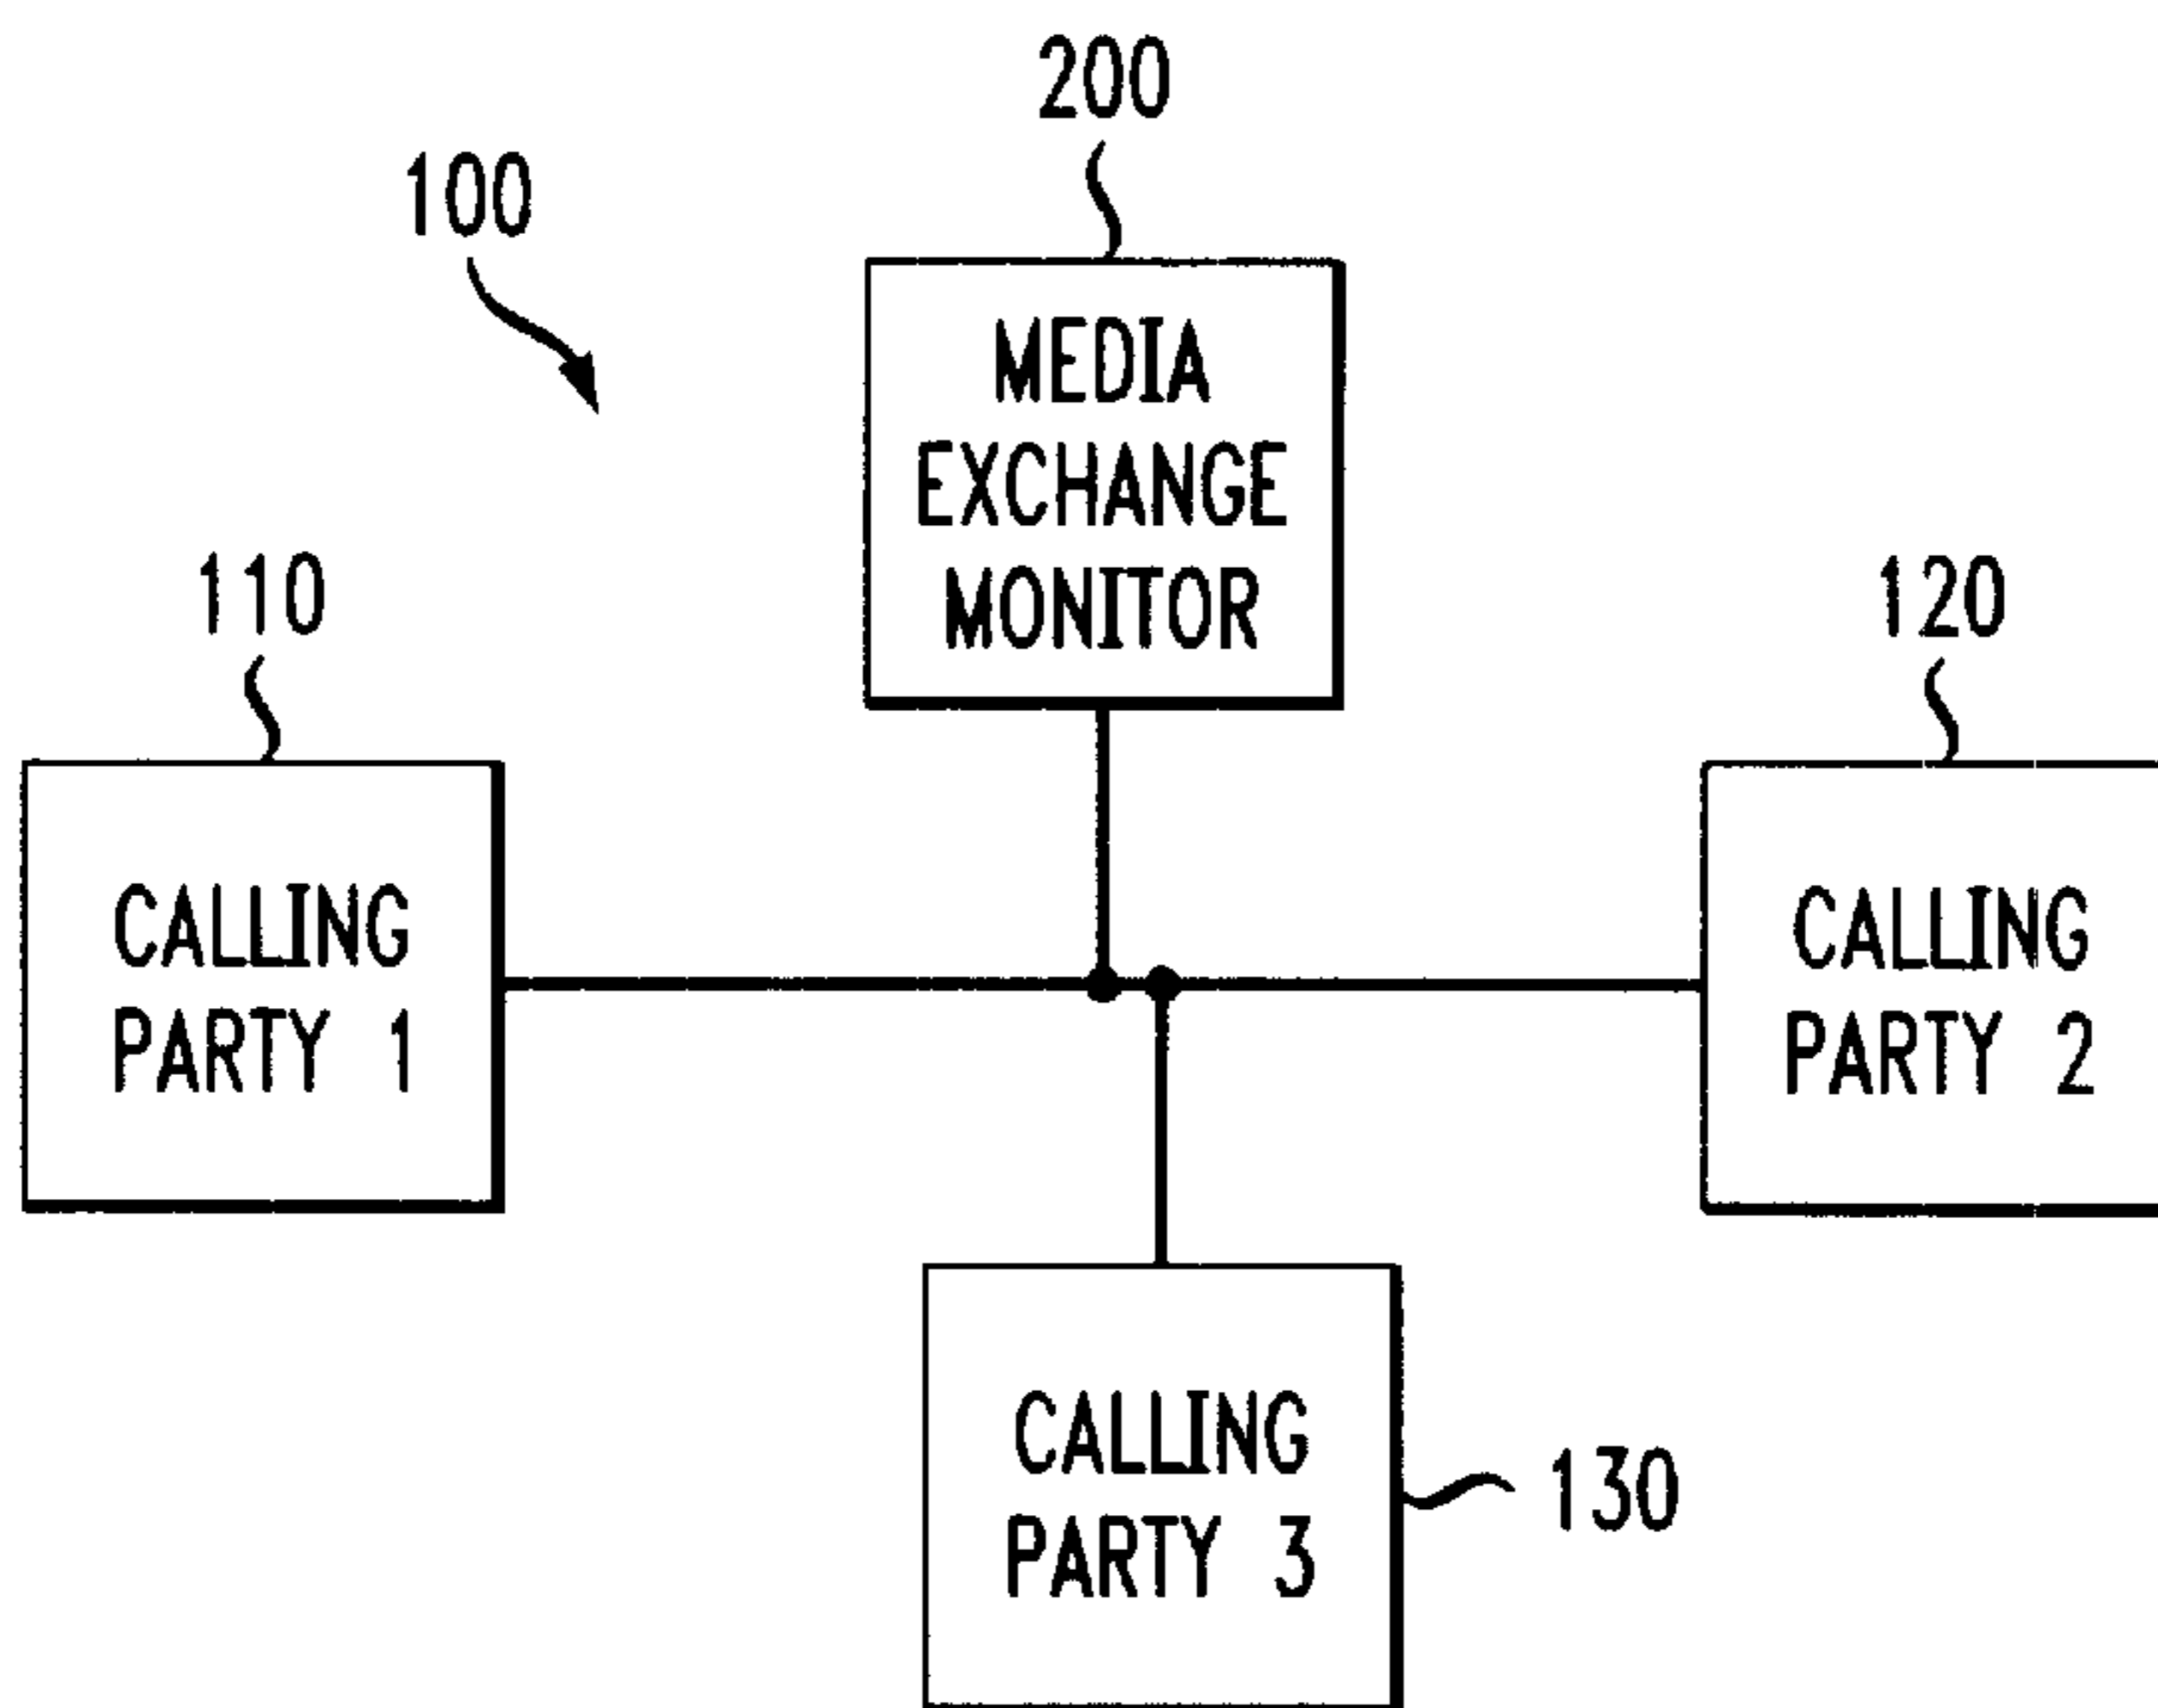 200
100
MEDIA
EXCHANGE
MONITOR
110
120
CALLING
PARTY 1
CALLING
PARTY 2
CALLING
PARTY 3
130